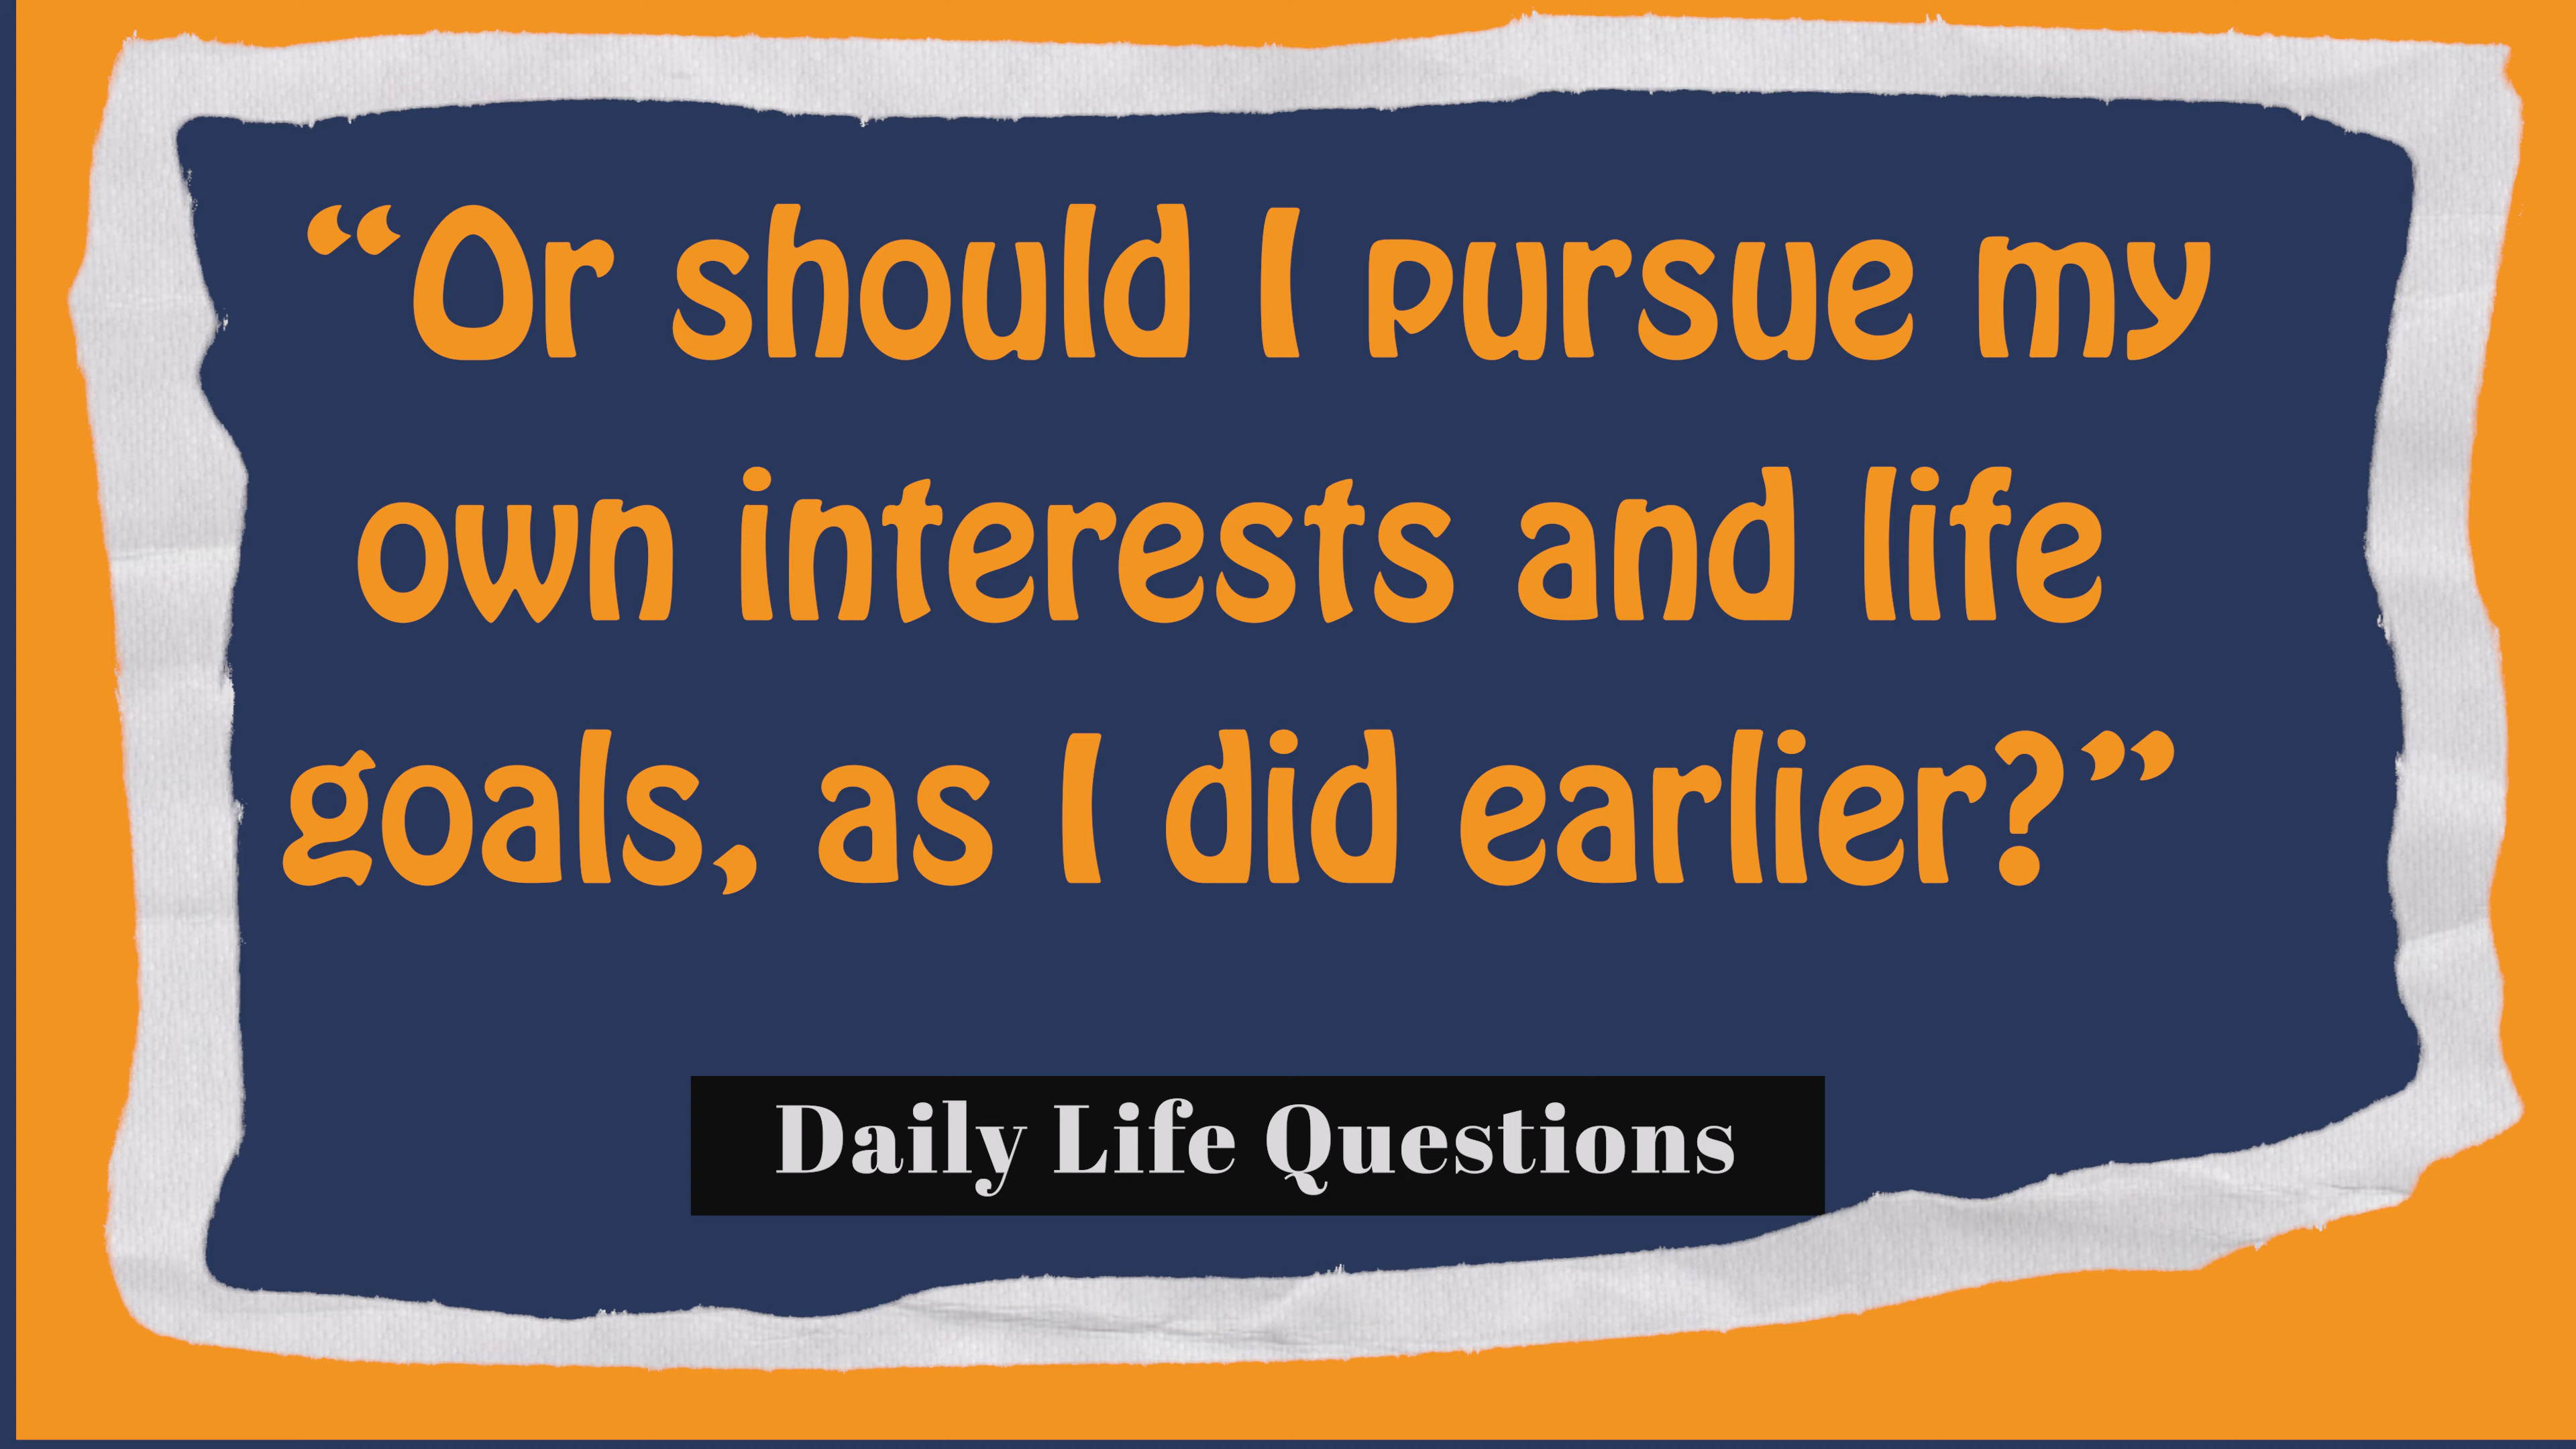 “Or should I pursue my
own interests and life
goals, as I did earlier?”
Daily Life Questions